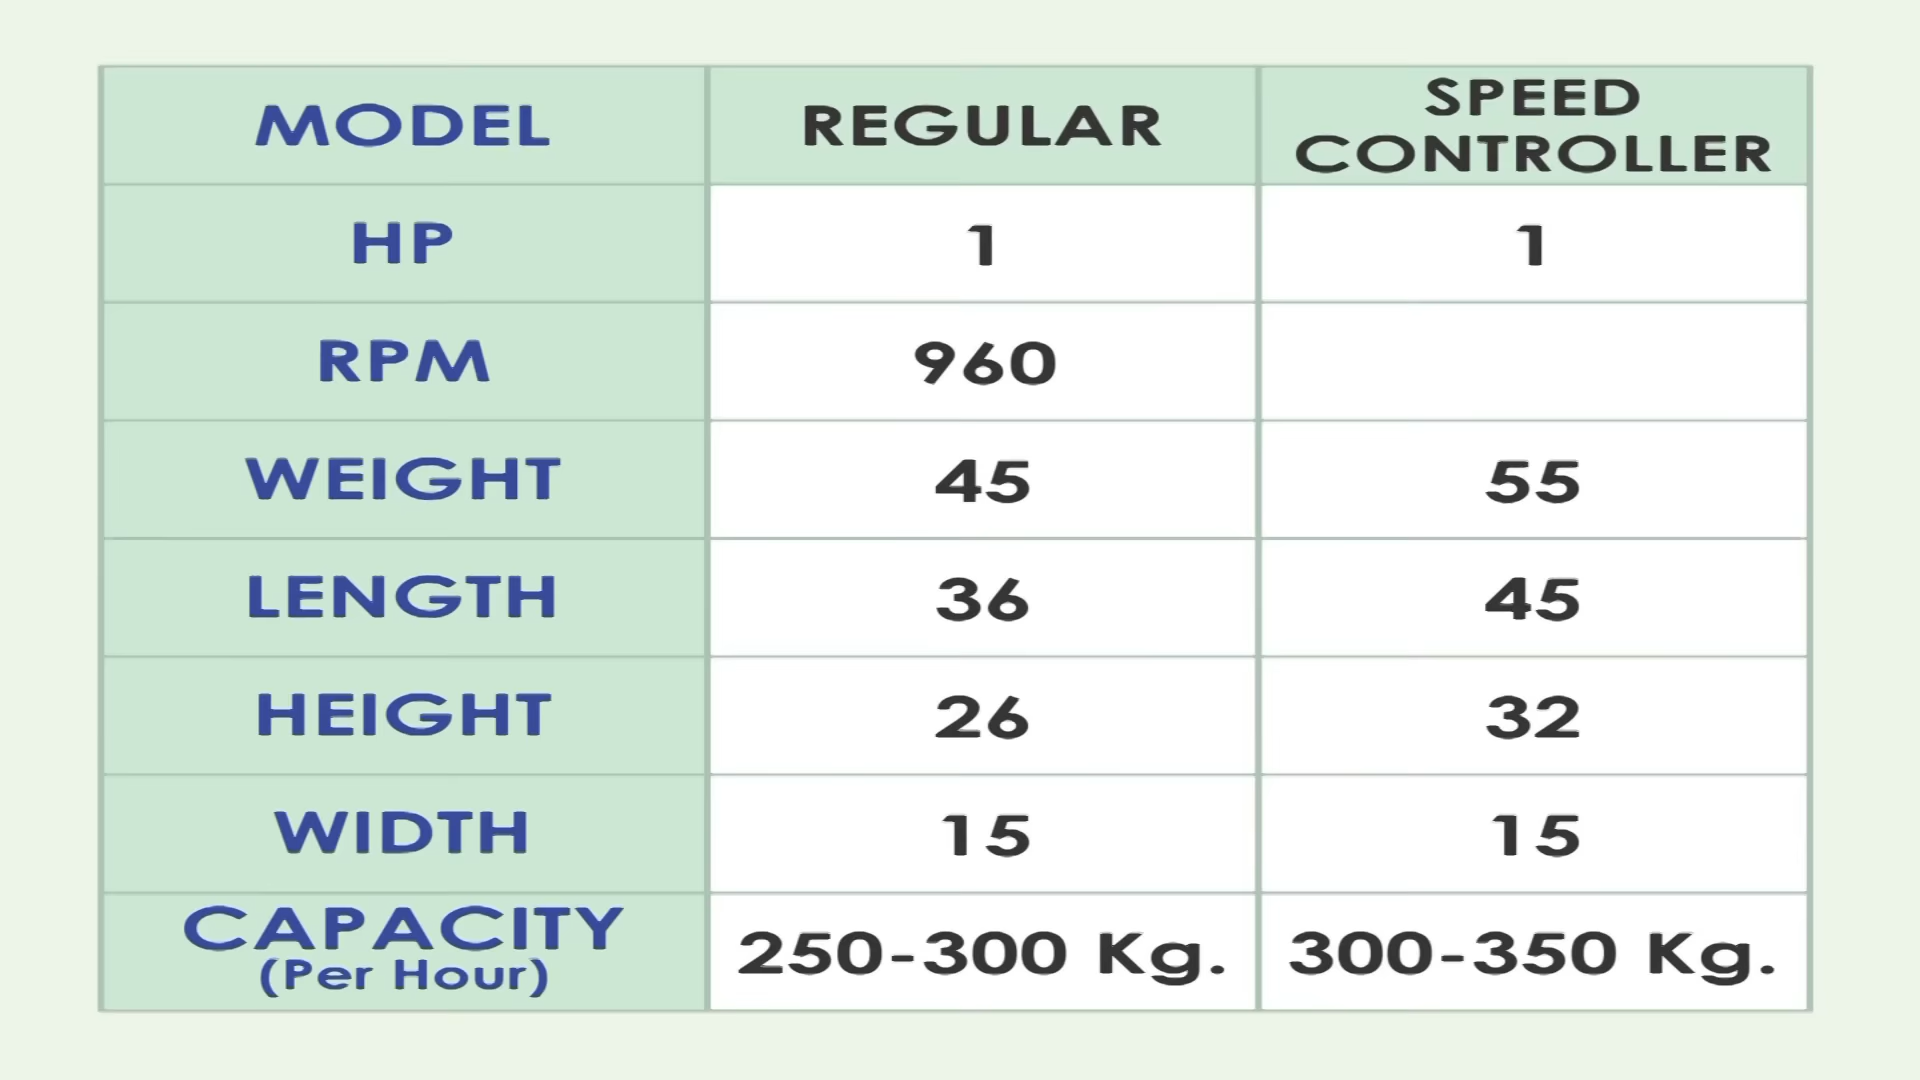 MODEL REGULAR SPEED CONTROLLER
HP 1 1
RPM 960
WEIGHT 45 55
LENGTH 36 45
HEIGHT 26 32
WIDTH 15 15
CAPACITY (Per Hour) 250-300 Kg. 300-350 Kg.